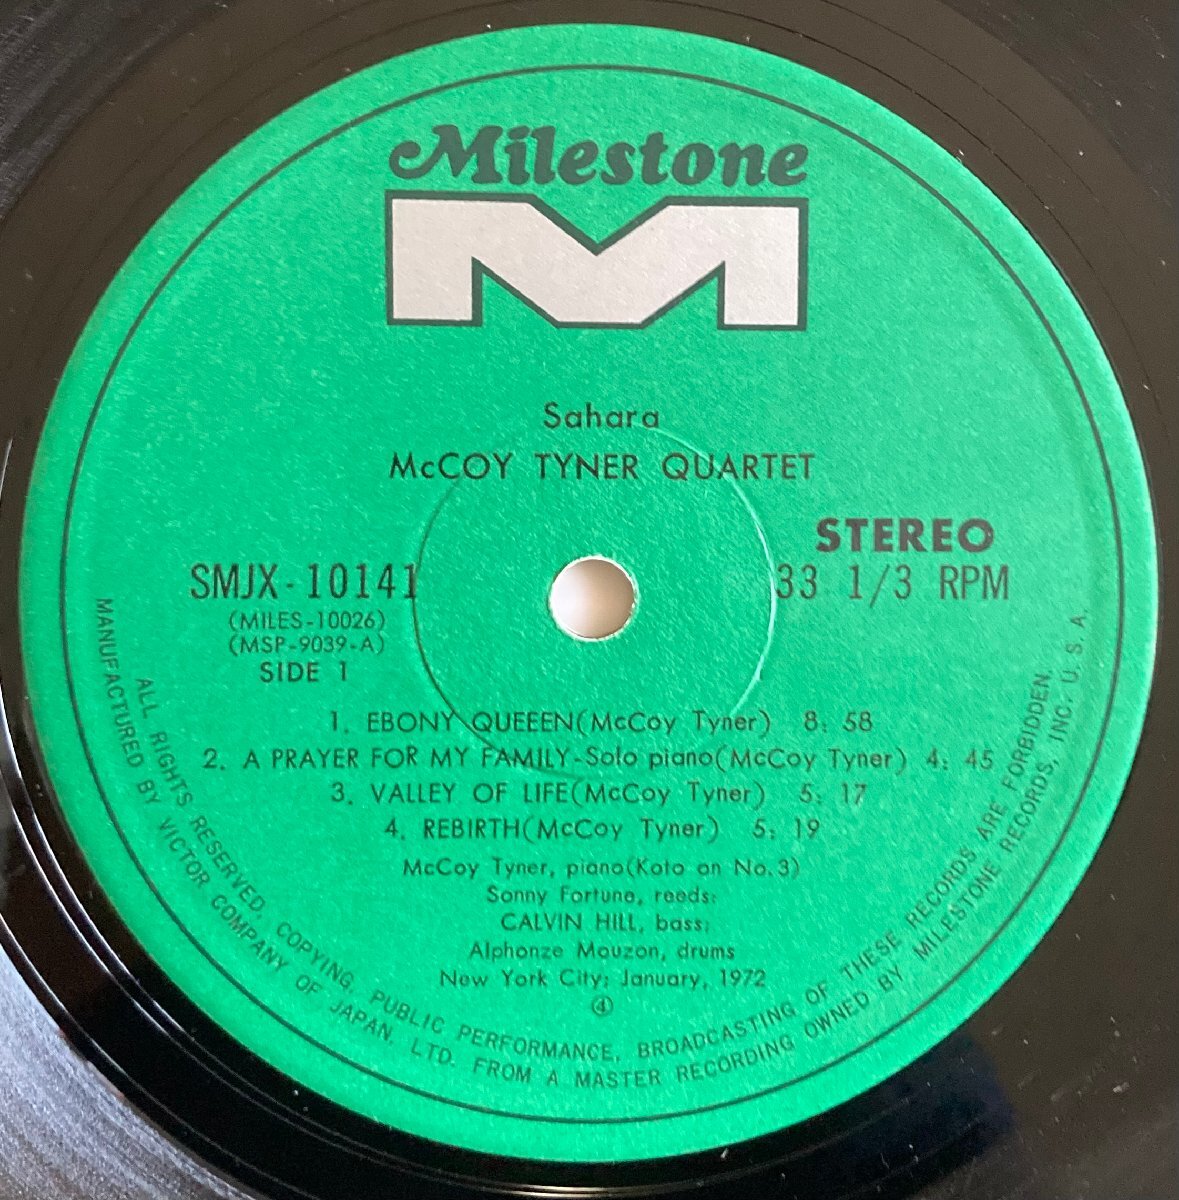 Milestone
Sahara
McCOY TYNER QUARTET
STEREO
SMJX-10141
33 1/3 RPM
(MILES-10026)
(MSP-9039-A)
SIDE 1
1. EBONY QUEEEN(McCoy Tyner) 8:58
2. A PRAYER FOR MY FAMILY-Solo piano(McCoy Tyner) 4:45
3. VALLEY OF LIFE(McCoy Tyner) 5:17
4. REBIRTH(McCoy Tyner) 5:19
McCoy Tyner, piano(Koto on No.3)
Sonny Fortune, reeds;
CALVIN HILL, bass;
Alphonze Mouzon, drums
New York City; January, 1972
④
ALL RIGHTS RESERVED. COPYING, PUBLIC PERFORMANCE, BROADCASTING OF THESE RECORDS ARE FORBIDDEN.
MANUFACTURED BY VICTOR COMPANY OF JAPAN, LTD. FROM A MASTER RECORDING OWNED BY MILESTONE RECORDS, INC. U.S.A.